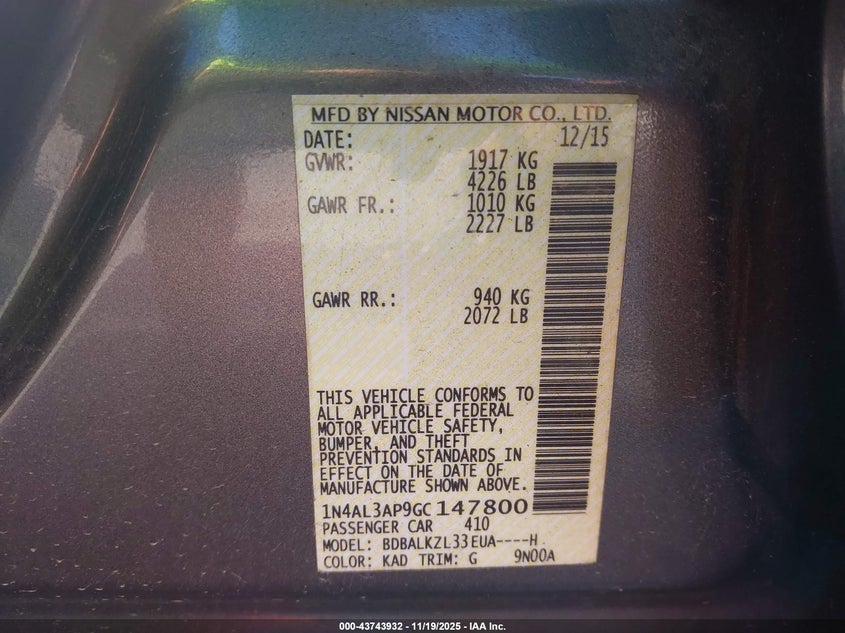 MFD BY NISSAN MOTOR CO., LTD.
DATE: 12/15
GVWR: 1917 KG
4226 LB
GAWR FR.: 1010 KG
2227 LB
GAWR RR.: 940 KG
2072 LB
THIS VEHICLE CONFORMS TO
ALL APPLICABLE FEDERAL
MOTOR VEHICLE SAFETY,
BUMPER, AND THEFT
PREVENTION STANDARDS IN
EFFECT ON THE DATE OF
MANUFACTURE SHOWN ABOVE.
1N4AL3AP9GC147800
PASSENGER CAR 410
MODEL: BDBALKZL33EUA----H
COLOR: KAD TRIM: G 9N00A
000-43743932 - 11/19/2025 - IAA Inc.